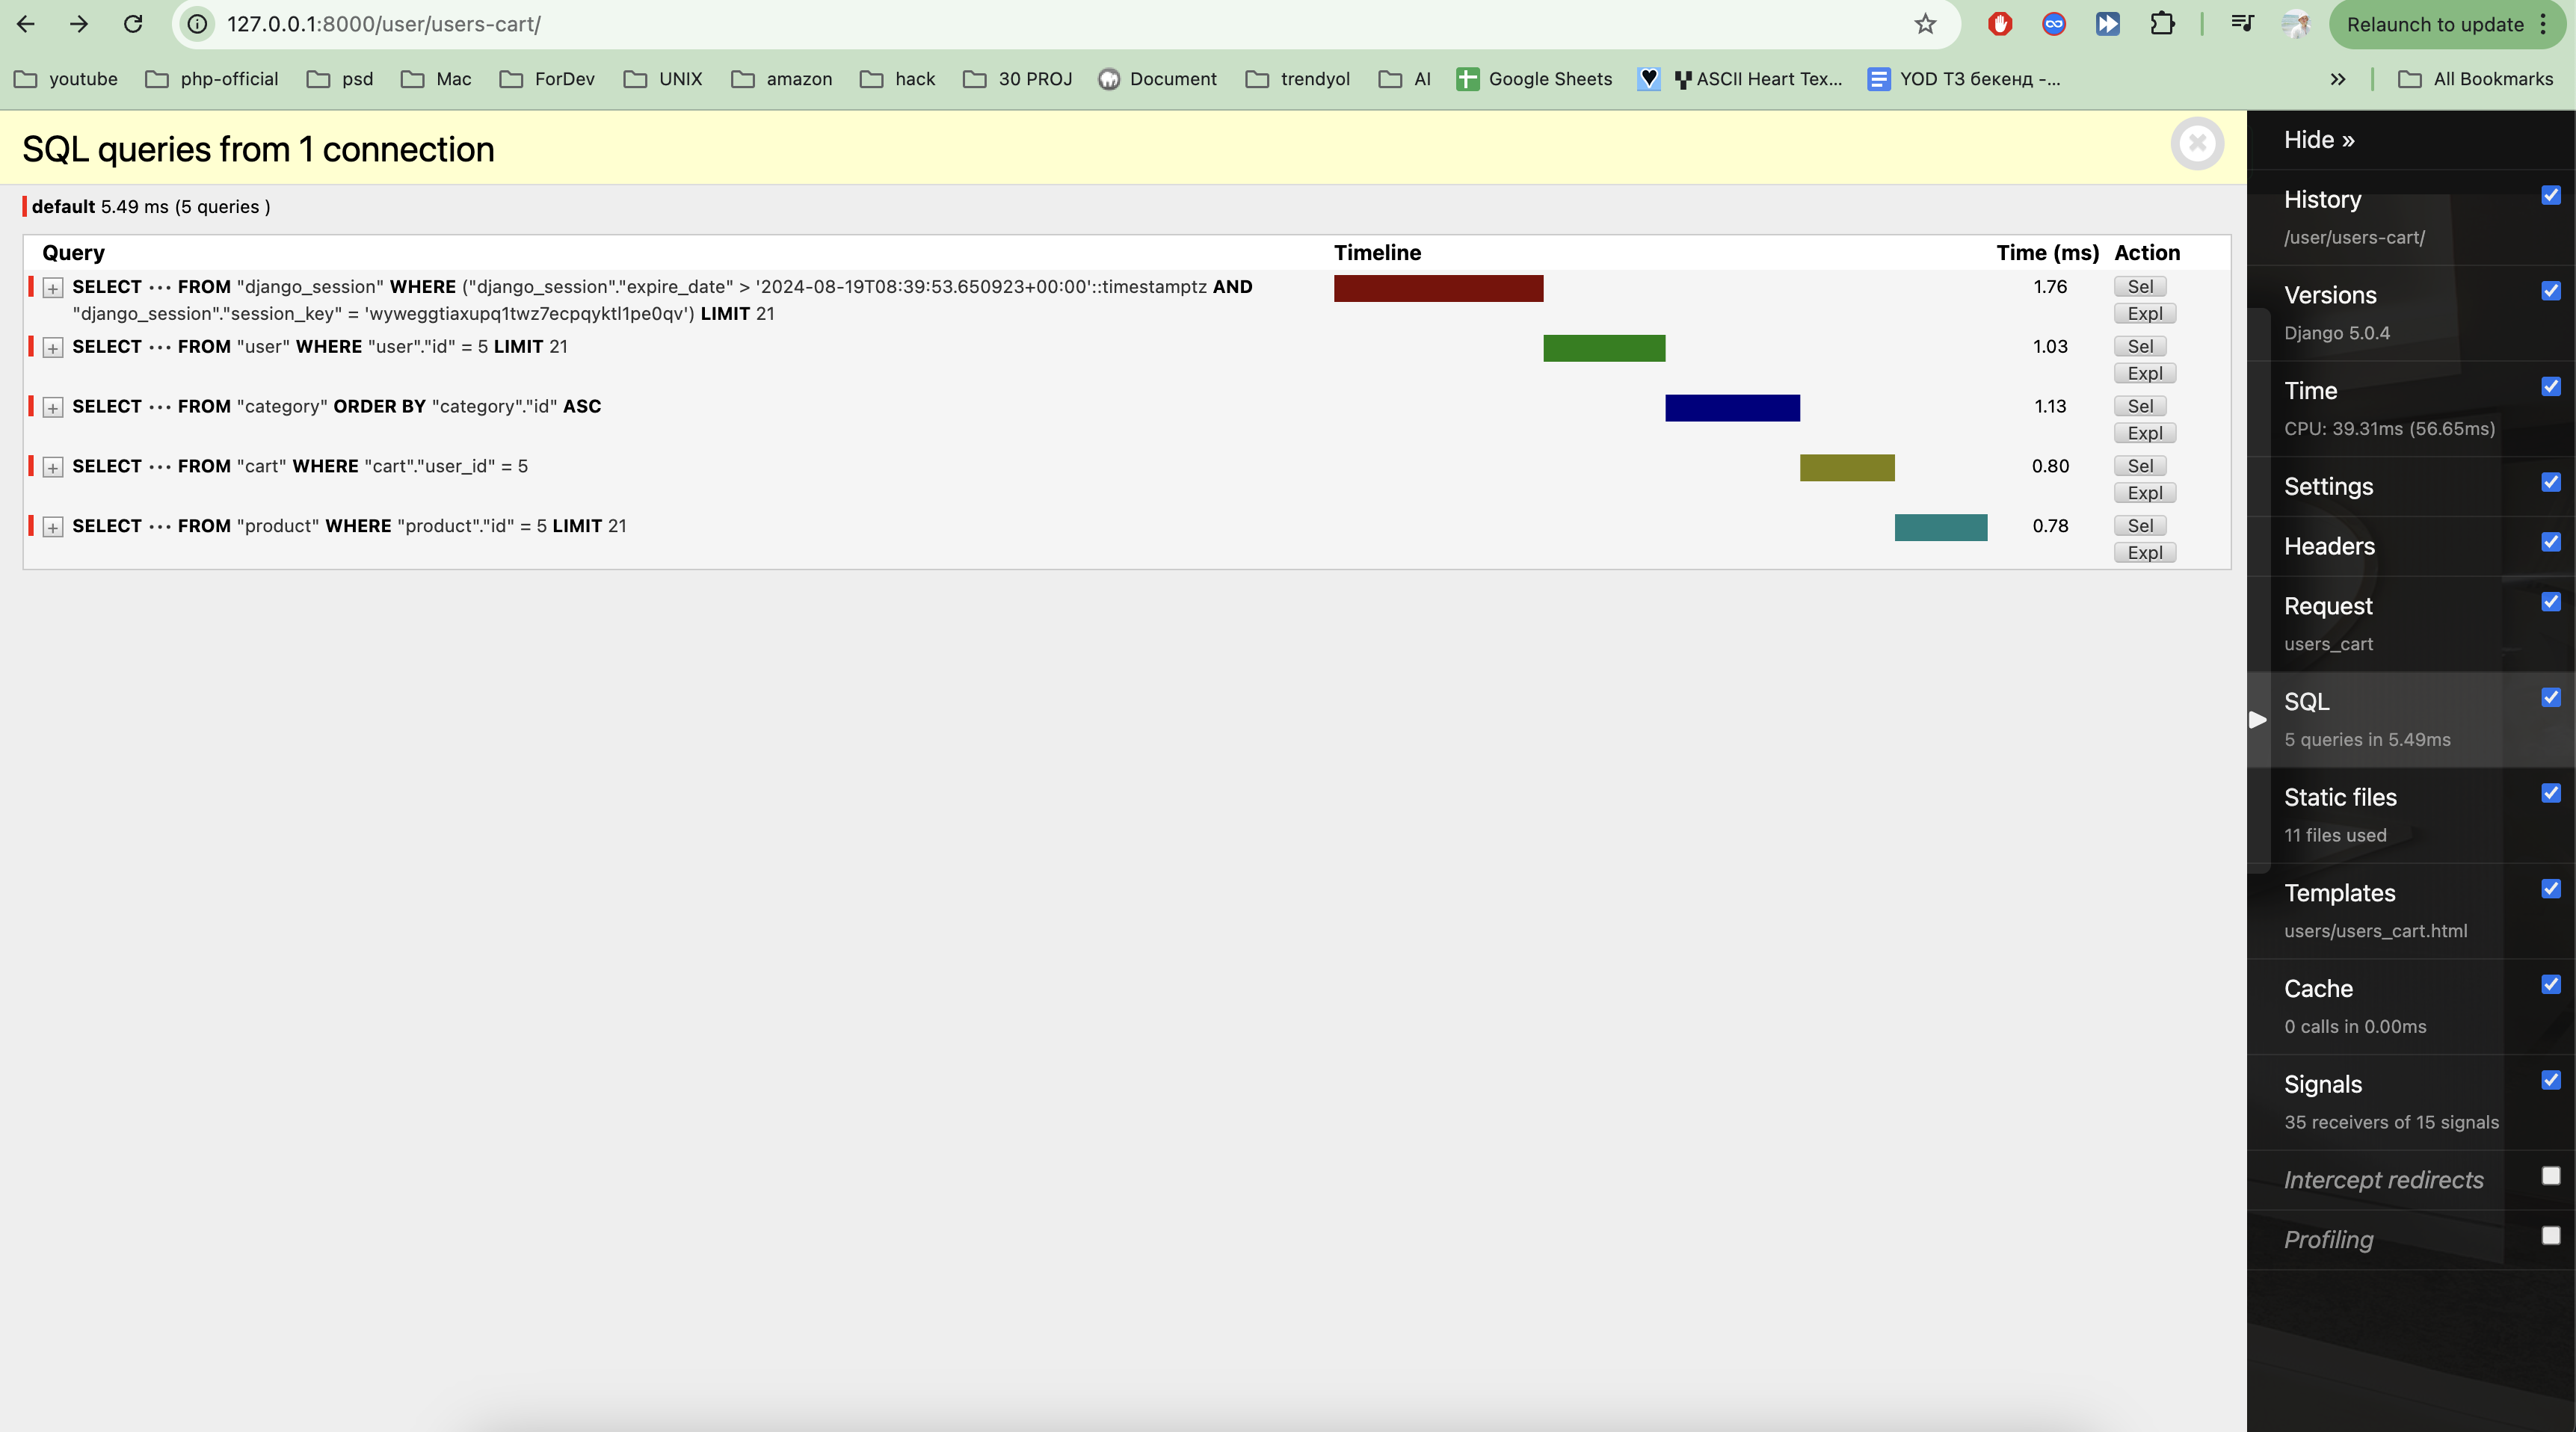 127.0.0.1:8000/user/users-cart/
Relaunch to update
youtube php-official psd Mac ForDev UNIX amazon hack 30 PROJ Document trendyol AI Google Sheets ASCII Heart Tex... YOD ТЗ бекенд -... » All Bookmarks
SQL queries from 1 connection
default 5.49 ms (5 queries )
Query Timeline Time (ms) Action
SELECT ••• FROM "django_session" WHERE ("django_session"."expire_date" > '2024-08-19T08:39:53.650923+00:00'::timestamptz AND 1.76 Sel
"django_session"."session_key" = 'wyweggtiaxupq1twz7ecpqyktl1pe0qv') LIMIT 21 Expl
SELECT ••• FROM "user" WHERE "user"."id" = 5 LIMIT 21 1.03 Sel
Expl
SELECT ••• FROM "category" ORDER BY "category"."id" ASC 1.13 Sel
Expl
SELECT ••• FROM "cart" WHERE "cart"."user_id" = 5 0.80 Sel
Expl
SELECT ••• FROM "product" WHERE "product"."id" = 5 LIMIT 21 0.78 Sel
Expl
Hide »
History
/user/users-cart/
Versions
Django 5.0.4
Time
CPU: 39.31ms (56.65ms)
Settings
Headers
Request
users_cart
SQL
5 queries in 5.49ms
Static files
11 files used
Templates
users/users_cart.html
Cache
0 calls in 0.00ms
Signals
35 receivers of 15 signals
Intercept redirects
Profiling